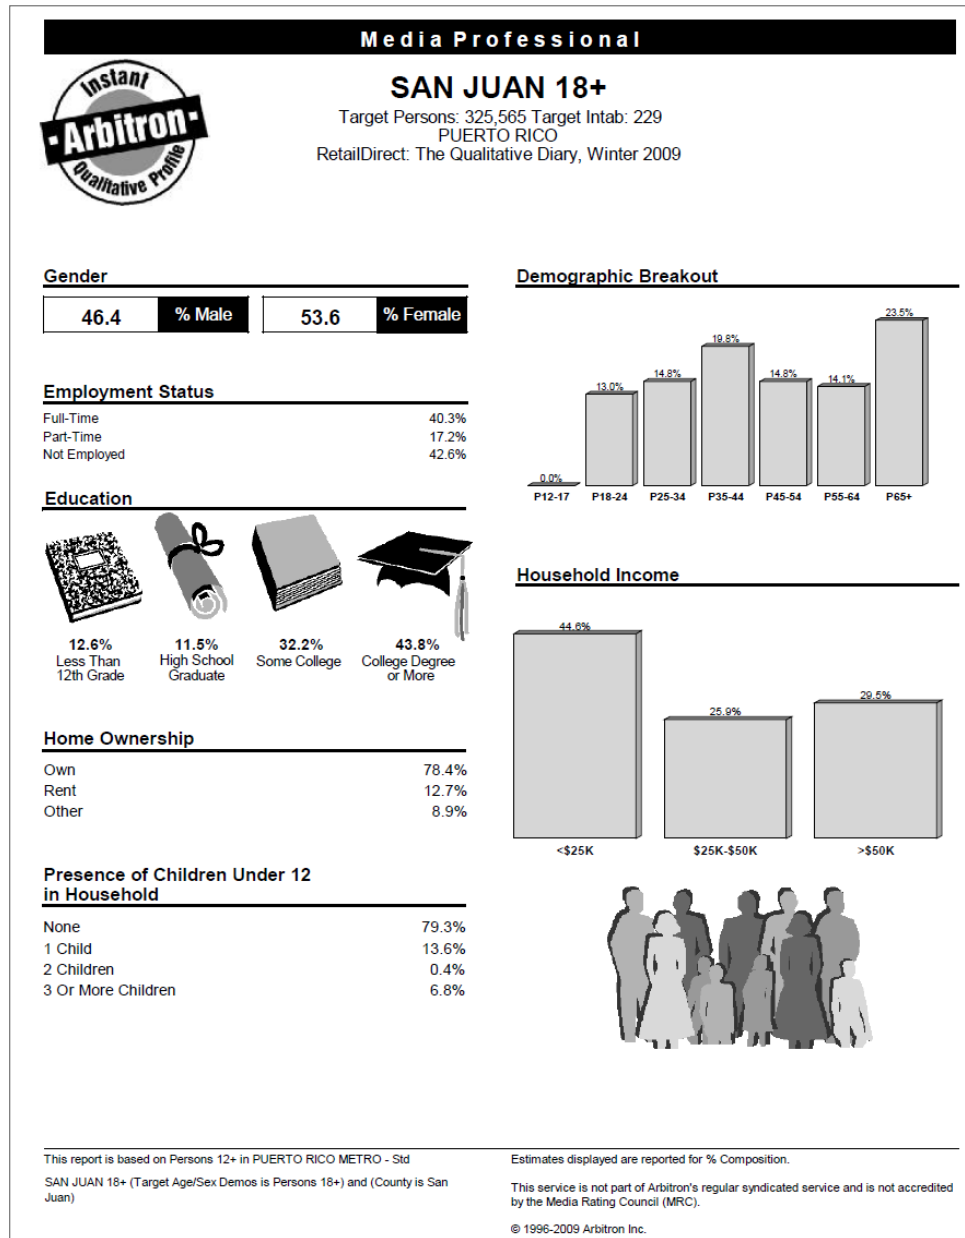 Media Professional
Instant
Arbitron
Qualitative Profile
SAN JUAN 18+
Target Persons: 325,565 Target Intab: 229
PUERTO RICO
RetailDirect: The Qualitative Diary, Winter 2009
Gender
46.4 % Male 53.6 % Female
Employment Status
Full-Time 40.3%
Part-Time 17.2%
Not Employed 42.6%
Education
12.6% 11.5% 32.2% 43.8%
Less Than High School Some College College Degree
12th Grade Graduate or More
Home Ownership
Own 78.4%
Rent 12.7%
Other 8.9%
Presence of Children Under 12
in Household
None 79.3%
1 Child 13.6%
2 Children 0.4%
3 Or More Children 6.8%
Demographic Breakout
0.0% 13.0% 14.8% 19.8% 14.8% 14.1% 23.5%
P12-17 P18-24 P25-34 P35-44 P45-54 P55-64 P65+
Household Income
44.6% 25.9% 29.5%
<$25K $25K-$50K >$50K
This report is based on Persons 12+ in PUERTO RICO METRO - Std
SAN JUAN 18+ (Target Age/Sex Demos is Persons 18+) and (County is San
Juan)
Estimates displayed are reported for % Composition.
This service is not part of Arbitron's regular syndicated service and is not accredited
by the Media Rating Council (MRC).
© 1996-2009 Arbitron Inc.